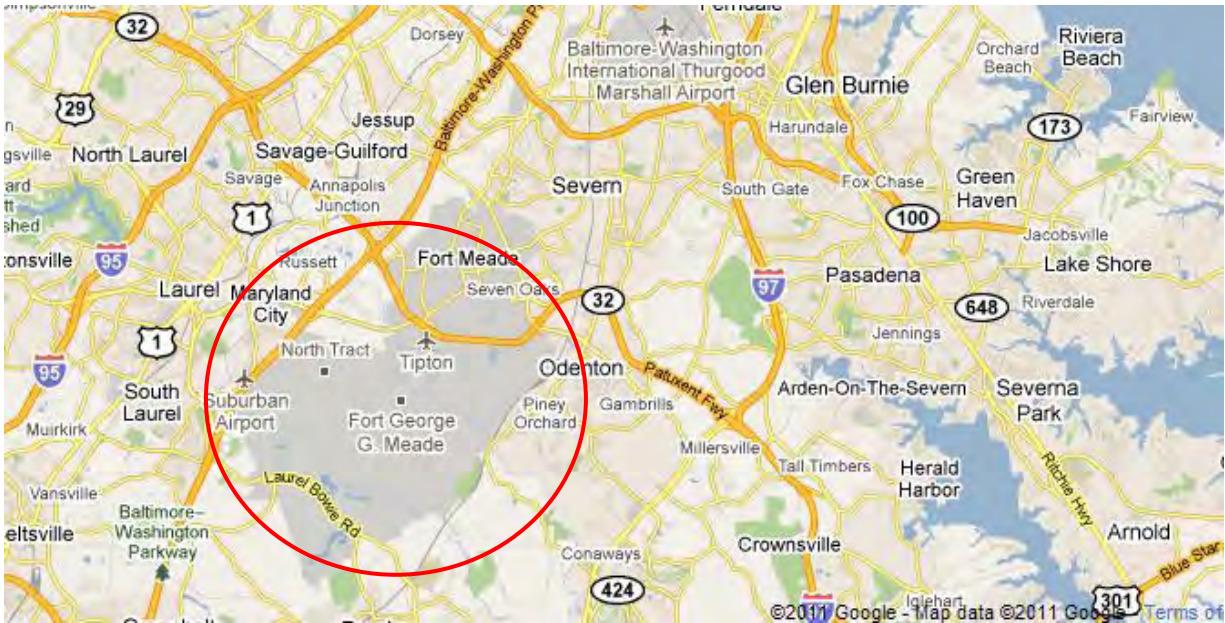 Ferndale
32
Dorsey
Baltimore-Washington
International Thurgood
Marshall Airport
Riviera
Beach
Orchard
Beach
Glen Burnie
29
Jessup
Baltimore-Washington
173
Fairview
Harundale
North Laurel
Savage-Guilford
Savage
Annapolis
Junction
Severn
South Gate
Fox Chase
Green
Haven
1
100
Jacobsville
95
Russett
Fort Meade
Lake Shore
Laurel
Maryland
City
Seven Oaks
32
97
Pasadena
648
Riverdale
1
North Tract
Tipton
Jennings
95
Odenton
Patuxent Fwy
Arden-On-The-Severn
Severna
Park
South
Laurel
Suburban
Airport
Piney
Orchard
Gambrills
Muirkirk
Fort George
G. Meade
Millersville
Tall Timbers
Herald
Harbor
Ritchie Hwy
Laurel Bowie Rd
Vansville
Baltimore-
Washington
Parkway
eltsville
Arnold
Crownsville
Conaways
Blue Star
424
301
Iglehart
©2011 Google - Map data ©2011 Google - Terms of